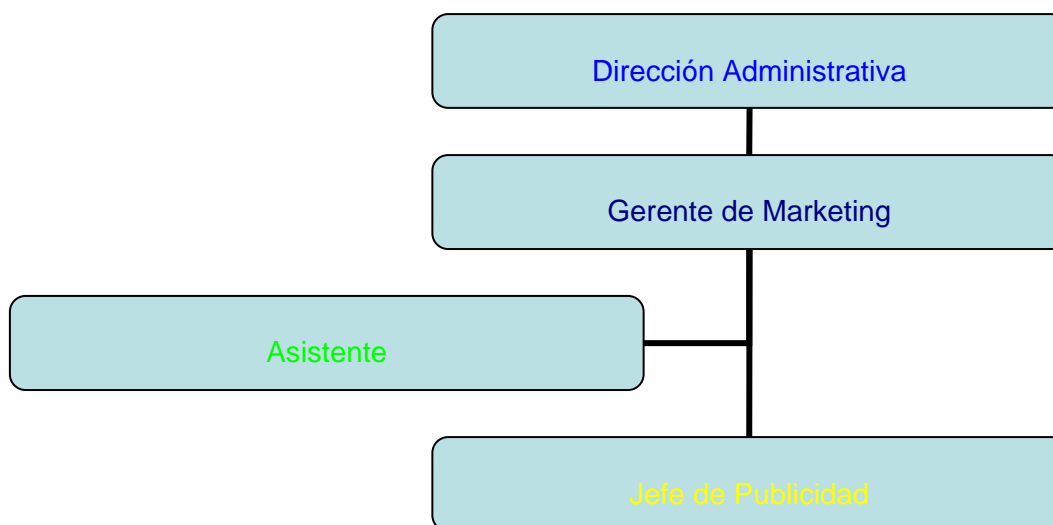 Dirección Administrativa
Gerente de Marketing
Asistente
Jefe de Publicidad